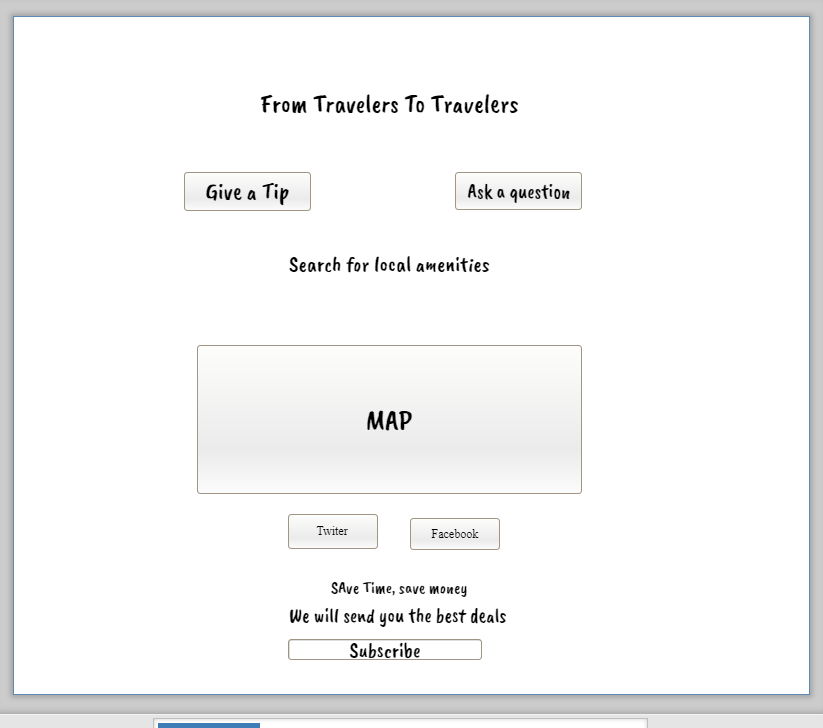 From Travelers To Travelers
Give a Tip
Ask a question
Search for local amenities
MAP
Twiter
Facebook
SAve Time, save money
We will send you the best deals
Subscribe